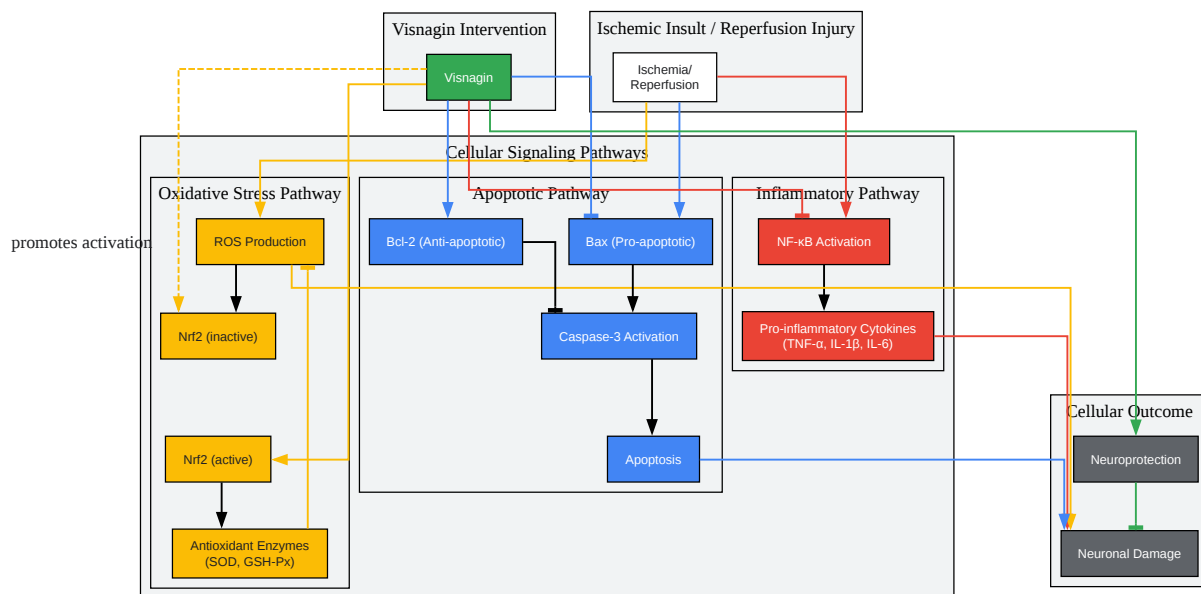 Visnagin Intervention
Ischemic Insult / Reperfusion Injury
Visnagin
Ischemia/
Reperfusion
Cellular Signaling Pathways
Oxidative Stress Pathway
Apoptotic Pathway
Inflammatory Pathway
promotes activation
ROS Production
Bcl-2 (Anti-apoptotic)
Bax (Pro-apoptotic)
NF-κB Activation
Nrf2 (inactive)
Caspase-3 Activation
Pro-inflammatory Cytokines
(TNF-α, IL-1β, IL-6)
Cellular Outcome
Nrf2 (active)
Apoptosis
Neuroprotection
Antioxidant Enzymes
(SOD, GSH-Px)
Neuronal Damage